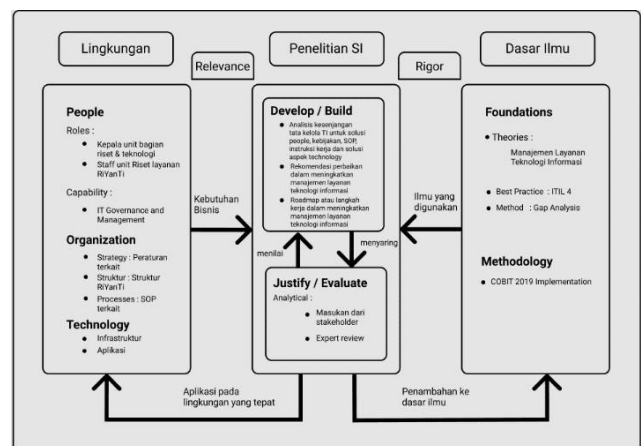 Lingkungan
Relevance
Penelitian SI
Rigor
Dasar Ilmu
People
Roles :
Kepala unit bagian
riset & teknologi
Staff unit Riset layanan
RiYanTi
Capability :
IT Governance and
Management
Organization
Strategy : Peraturan
terkait
Struktur : Struktur
RiYanTi
Processes : SOP
terkait
Technology
Infrastruktur
Aplikasi
Kebutuhan
Bisnis
Develop / Build
Analisis kesenjangan
tata kelola TI untuk solusi
people, kebijakan, SOP,
instruksi kerja dan solusi
aspek technology
Rekomendasi perbaikan
dalam meningkatkan
manajemen layanan
teknologi informasi
Roadmap atau langkah
kerja dalam meningkatkan
manajemen layanan
teknologi informasi
menilai
menyaring
Justify / Evaluate
Analytical :
Masukan dari
stakeholder
Expert review
Ilmu yang
digunakan
Foundations
Theories :
Manajemen Layanan
Teknologi Informasi
Best Practice : ITIL 4
Method : Gap Analysis
Methodology
COBIT 2019 Implementation
Aplikasi pada
lingkungan yang tepat
Penambahan ke
dasar ilmu